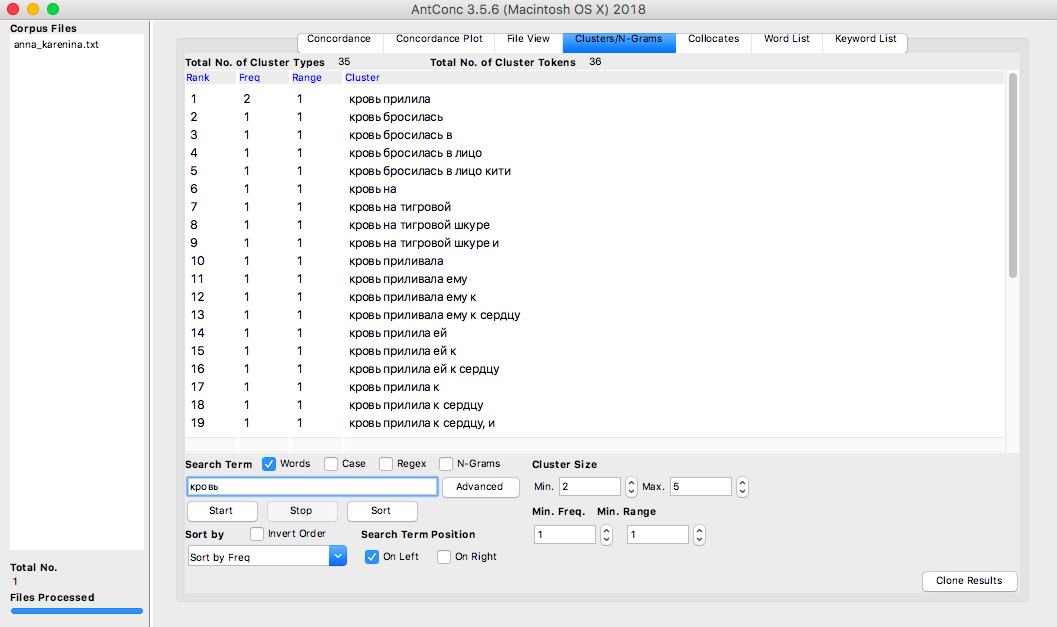 AntConc 3.5.6 (Macintosh OS X) 2018
Corpus Files
anna_karenina.txt
Concordance Concordance Plot File View Clusters/N-Grams Collocates Word List Keyword List
Total No. of Cluster Types 35 Total No. of Cluster Tokens 36
Rank Freq Range Cluster
1 2 1 кровь прилила
2 1 1 кровь бросилась
3 1 1 кровь бросилась в
4 1 1 кровь бросилась в лицо
5 1 1 кровь бросилась в лицо кити
6 1 1 кровь на
7 1 1 кровь на тигровой
8 1 1 кровь на тигровой шкуре
9 1 1 кровь на тигровой шкуре и
10 1 1 кровь приливала
11 1 1 кровь приливала ему
12 1 1 кровь приливала ему к
13 1 1 кровь приливала ему к сердцу
14 1 1 кровь прилила ей
15 1 1 кровь прилила ей к
16 1 1 кровь прилила ей к сердцу
17 1 1 кровь прилила к
18 1 1 кровь прилила к сердцу
19 1 1 кровь прилила к сердцу, и
Search Term Words Case Regex N-Grams Cluster Size
кровь Advanced Min. 2 Max. 5
Start Stop Sort Min. Freq. Min. Range
Sort by Invert Order Search Term Position 1 1
Sort by Freq On Left On Right
Total No.
1
Files Processed
Clone Results